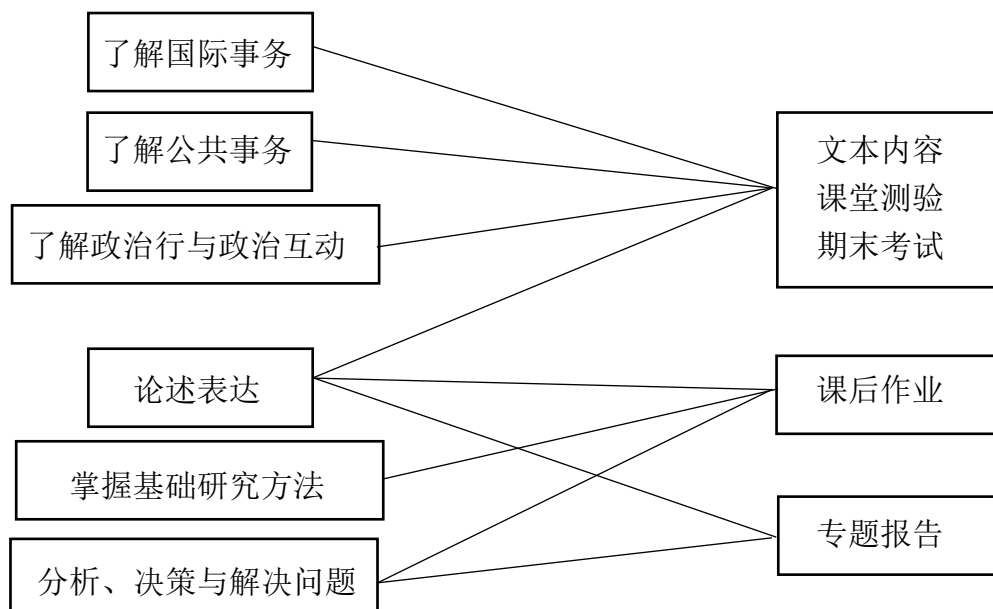 了解国际事务
了解公共事务
了解政治行与政治互动
论述表达
掌握基础研究方法
分析、决策与解决问题
文本内容
课堂测验
期末考试
课后作业
专题报告